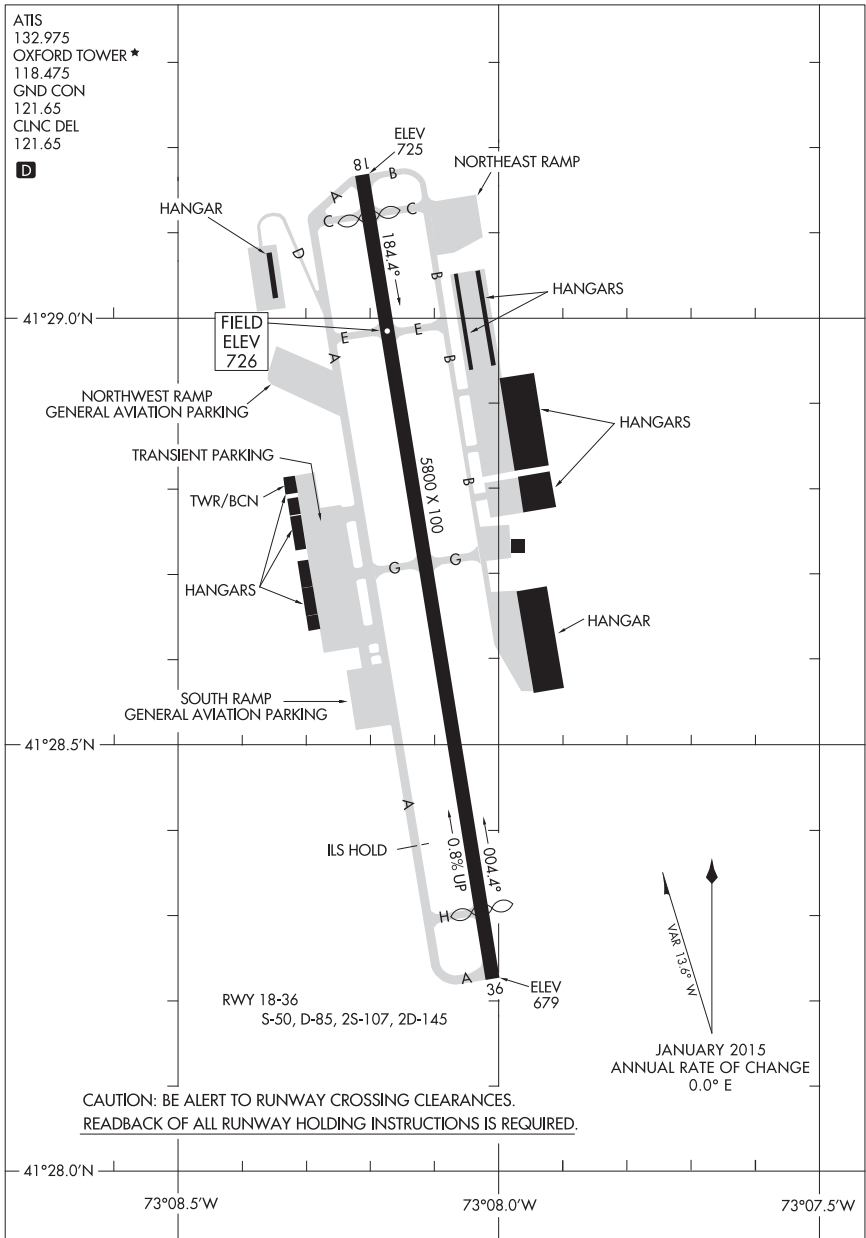 ATIS
132.975
OXFORD TOWER ★
118.475
GND CON
121.65
CLNC DEL
121.65
D
ELEV
725
18
B
A
NORTHEAST RAMP
HANGAR
C
C
D
184.4°
B
HANGARS
41°29.0'N
FIELD
ELEV
726
E
E
A
B
NORTHWEST RAMP
GENERAL AVIATION PARKING
HANGARS
TRANSIENT PARKING
5800 X 100
TWR/BCN
B
G
G
HANGARS
HANGAR
SOUTH RAMP
GENERAL AVIATION PARKING
41°28.5'N
A
ILS HOLD
0.8% UP
004.4°
H
VAR 13.6° W
A
36
ELEV
679
RWY 18-36
S-50, D-85, 2S-107, 2D-145
JANUARY 2015
ANNUAL RATE OF CHANGE
0.0° E
CAUTION: BE ALERT TO RUNWAY CROSSING CLEARANCES.
READBACK OF ALL RUNWAY HOLDING INSTRUCTIONS IS REQUIRED.
41°28.0'N
73°08.5'W
73°08.0'W
73°07.5'W